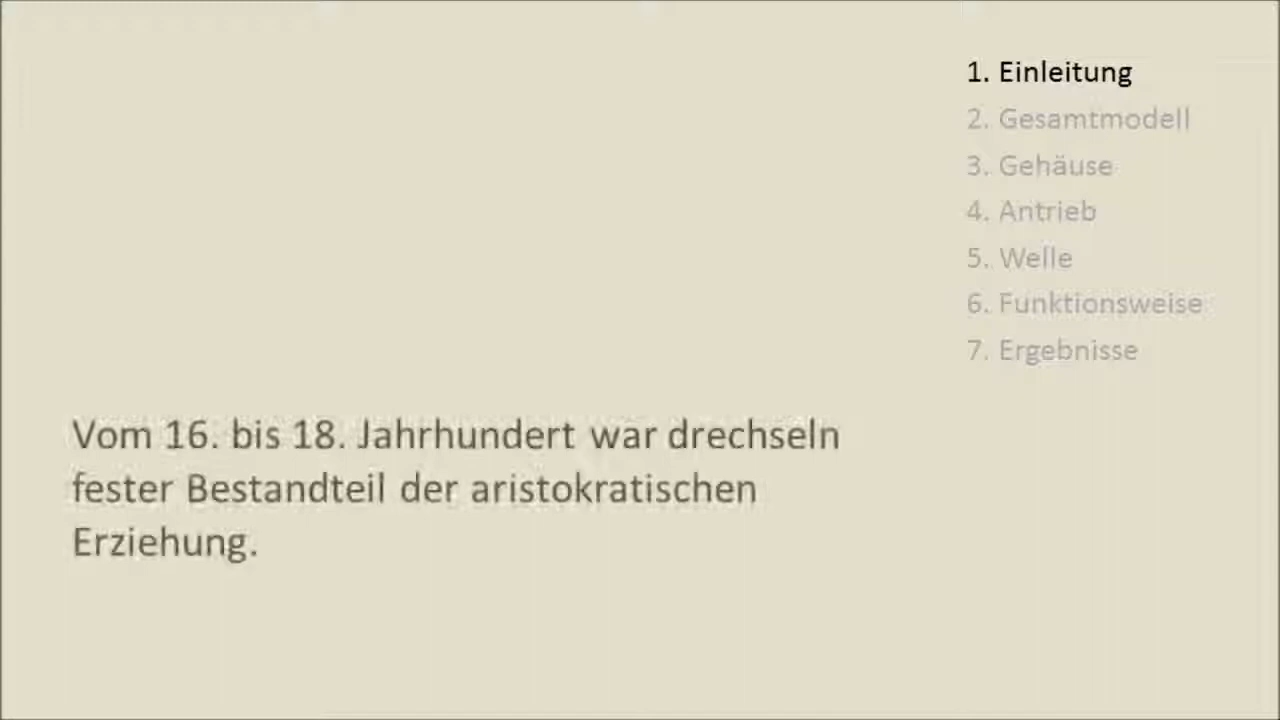 1. Einleitung
2. Gesamtmodell
3. Gehäuse
4. Antrieb
5. Welle
6. Funktionsweise
7. Ergebnisse
Vom 16. bis 18. Jahrhundert war drechseln
fester Bestandteil der aristokratischen
Erziehung.